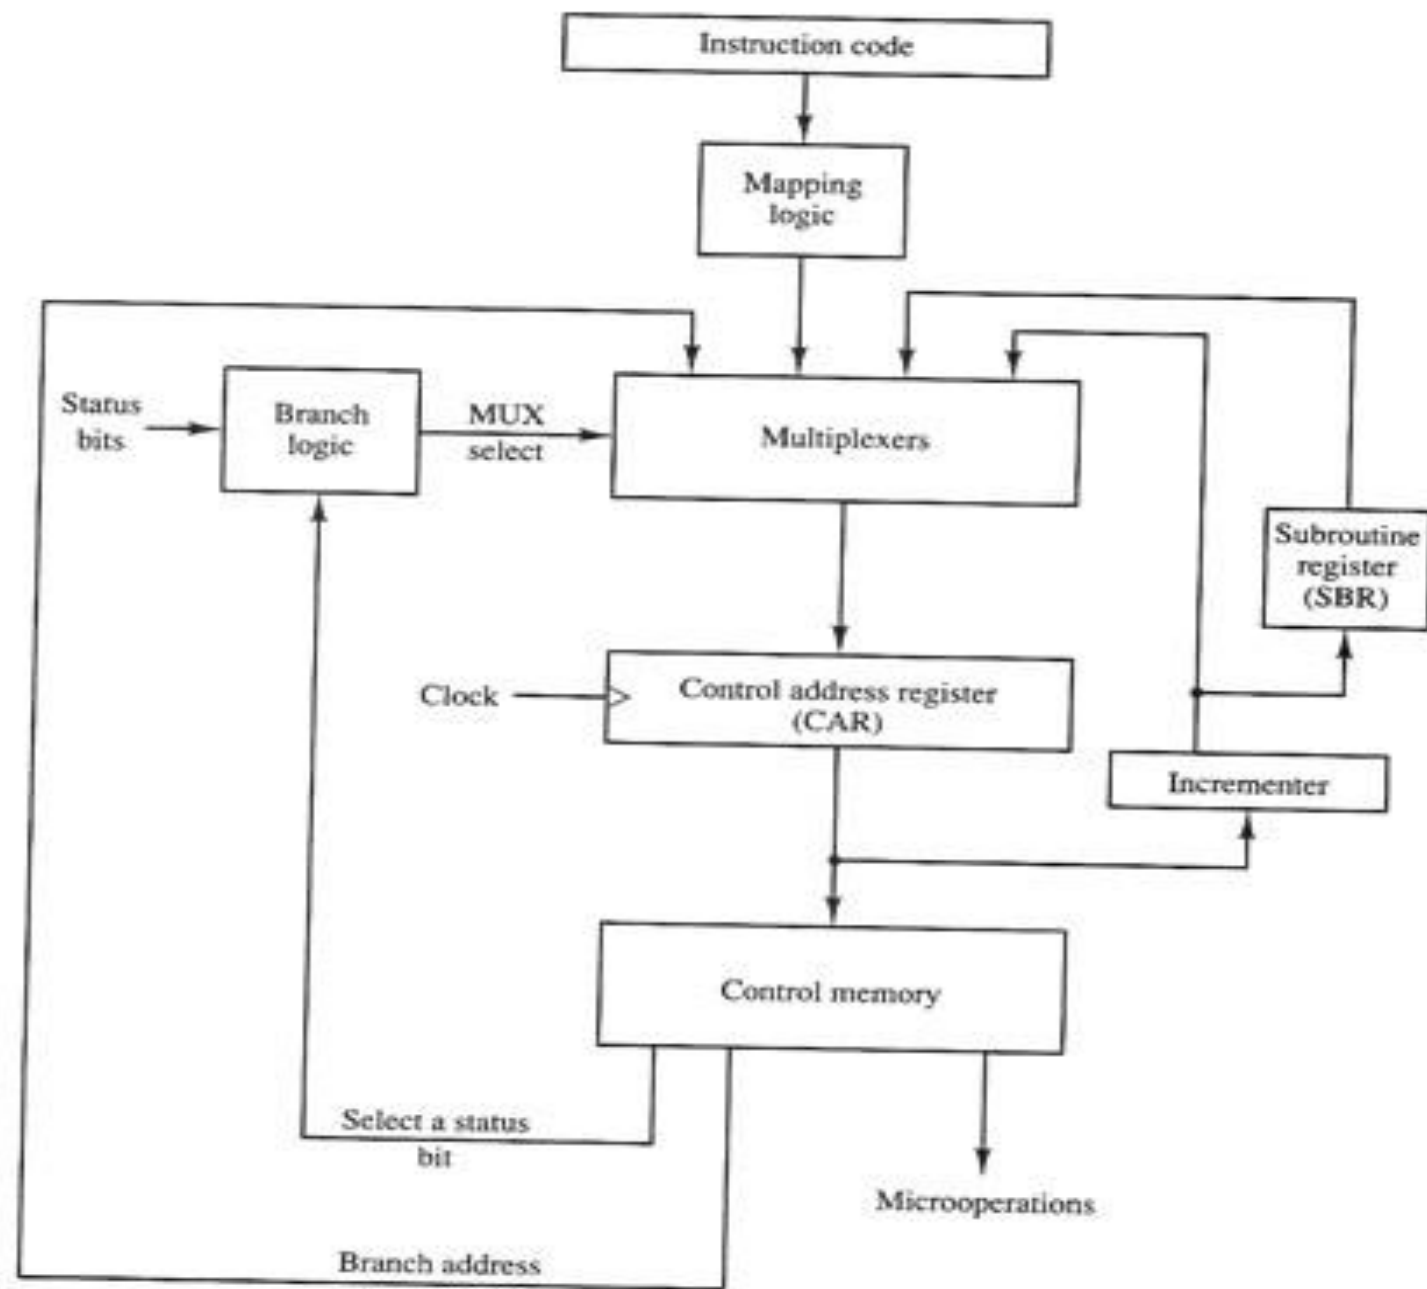 Instruction code
Mapping
logic
Status
bits
Branch
logic
MUX
select
Multiplexers
Subroutine
register
(SBR)
Clock
Control address register
(CAR)
Incrementer
Control memory
Select a status
bit
Microoperations
Branch address